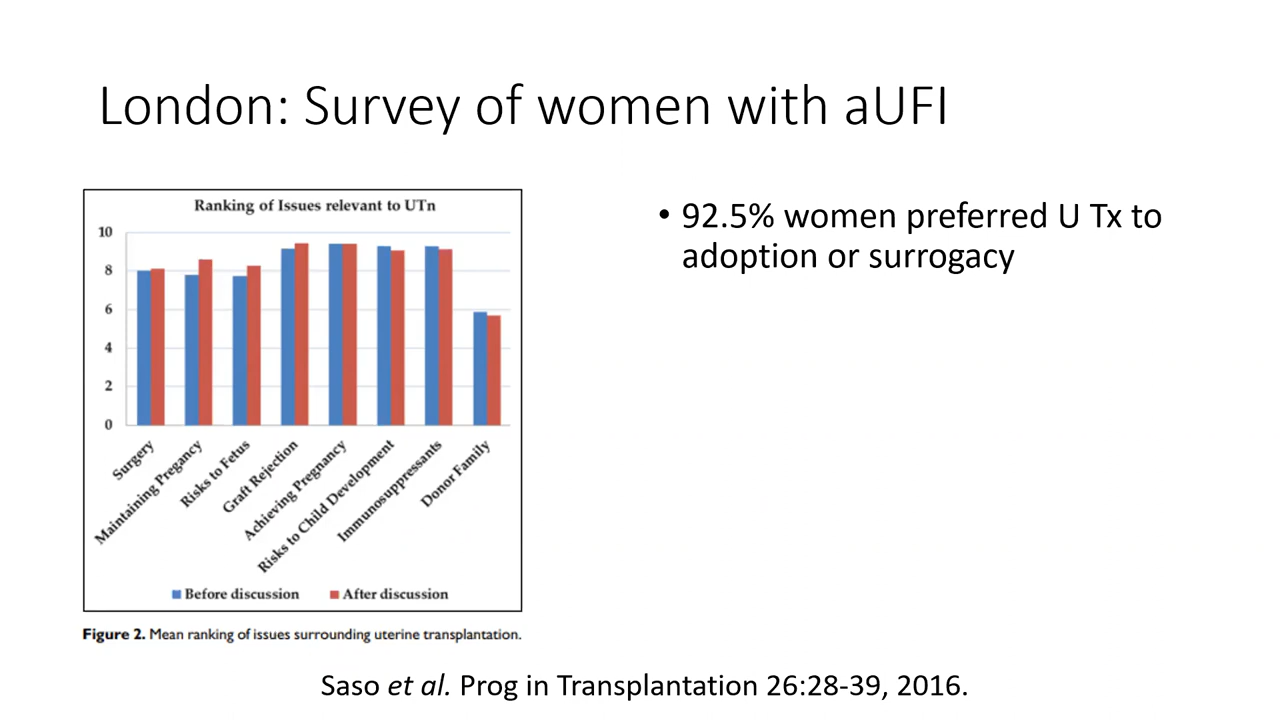 London: Survey of women with aUFI
Ranking of Issues relevant to UTn
10
8
6
4
2
0
Surgery
Maintaining Pregancy
Risks to Fetus
Graft Rejection
Achieving Pregnancy
Risks to Child Development
Immunosuppressants
Donor Family
Before discussion
After discussion
Figure 2. Mean ranking of issues surrounding uterine transplantation.
• 92.5% women preferred U Tx to
adoption or surrogacy
Saso et al. Prog in Transplantation 26:28-39, 2016.